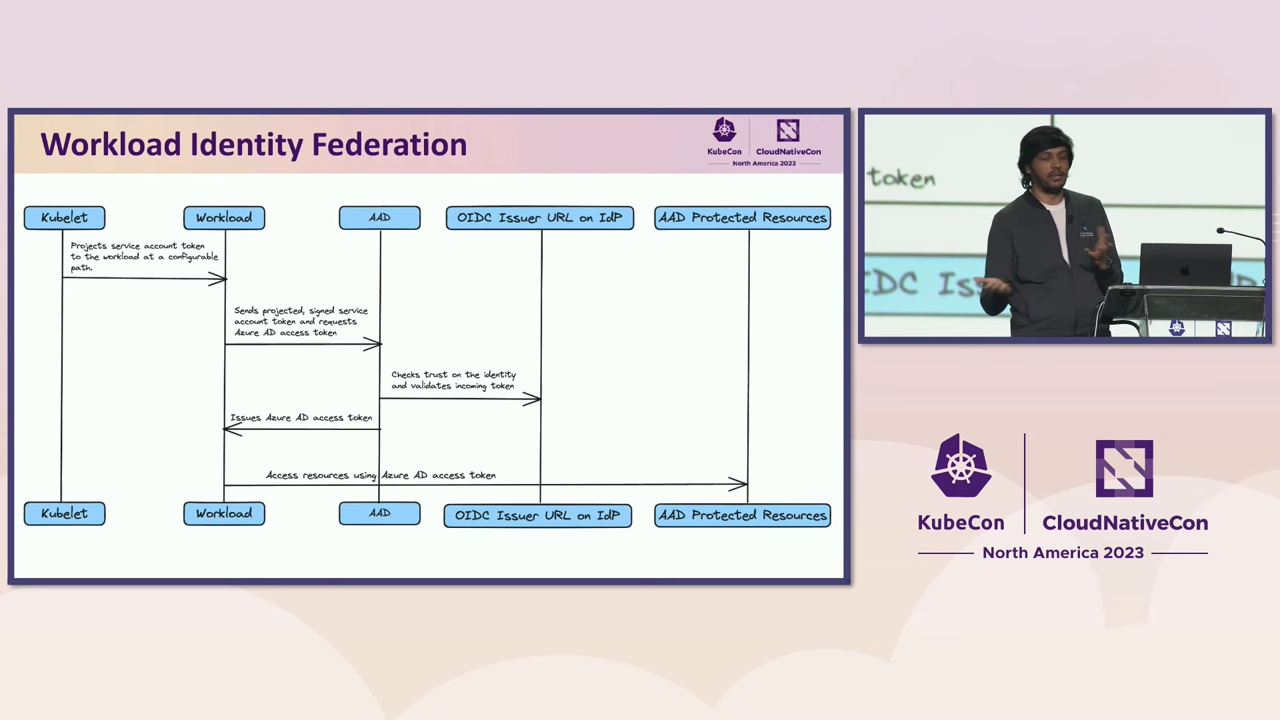 Workload Identity Federation
KubeCon
CloudNativeCon
North America 2023
Kubelet
Workload
AAD
OIDC Issuer URL on IdP
AAD Protected Resources
Projects service account token
to the workload at a configurable
path.
Sends projected, signed service
account token and requests
Azure AD access token
Checks trust on the identity
and validates incoming token
Issues Azure AD access token
Access resources using Azure AD access token
Kubelet
Workload
AAD
OIDC Issuer URL on IdP
AAD Protected Resources
token
KubeCon
CloudNativeCon
North America 2023